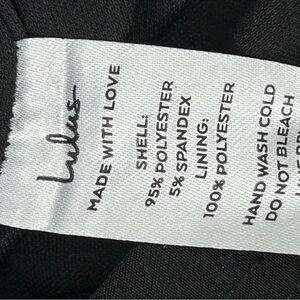 Lulus
MADE WITH LOVE
SHELL:
95% POLYESTER
5% SPANDEX
LINING:
100% POLYESTER
HAND WASH COLD
DO NOT BLEACH